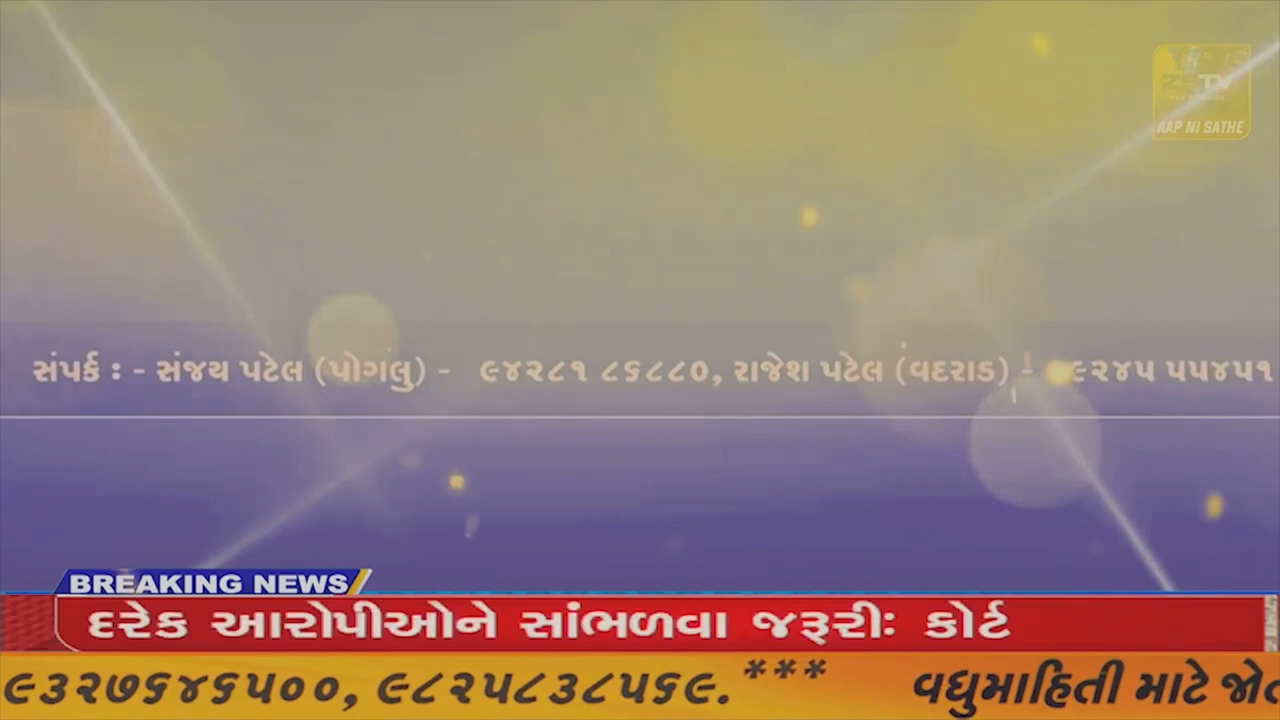 AAP NI SATHE
સંપર્ક : - સંજય પટેલ (પોગલુ) - ૯૪૨૮૧ ૮૬૮૮૦, રાજેશ પટેલ (વદરાડ) - ૯૨૪૫ ૫૫૪૫૧
BREAKING NEWS
દરેક આરોપીઓને સાંભળવા જરૂરીઃ કોર્ટ
૯૩૨૭૬૪૬૫૦૦, ૯૮૨૫૮૩૮૫૬૯. *** વધુમાહિતી માટે